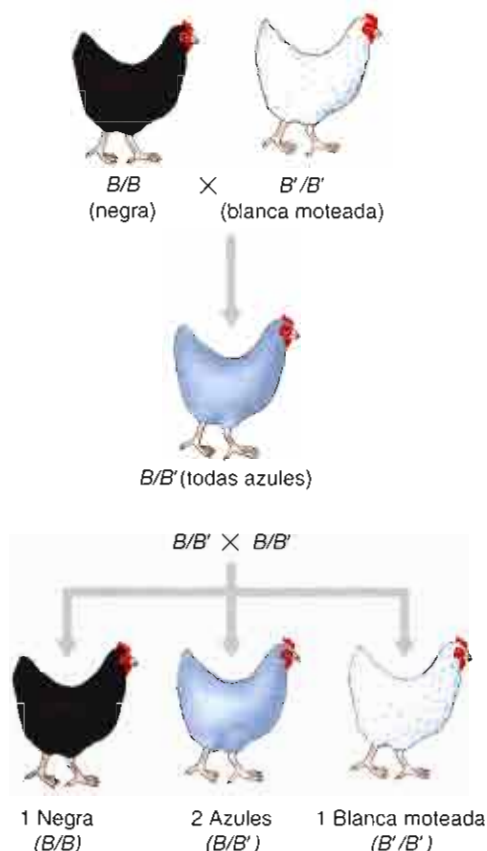 B/B × B'/B'
(negra) (blanca moteada)
B/B' (todas azules)
B/B' × B/B'
1 Negra 2 Azules 1 Blanca moteada
(B/B) (B/B') (B'/B')